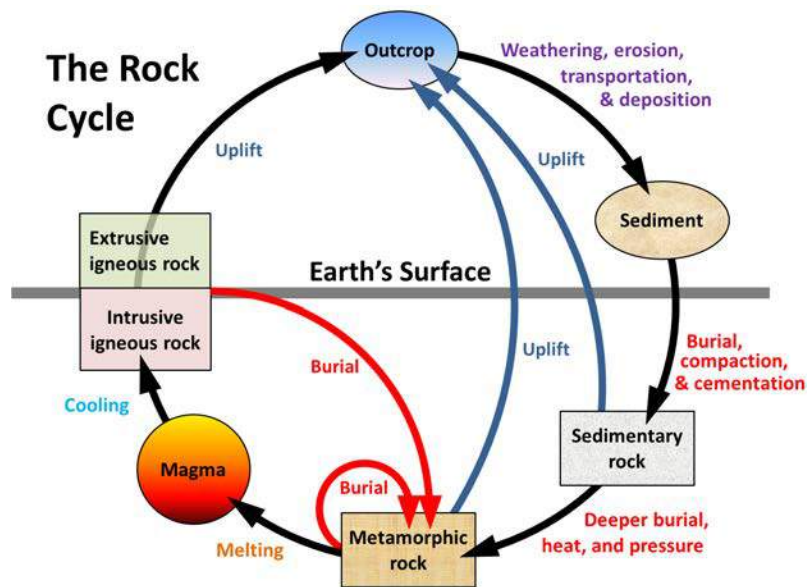 The Rock
Cycle
Outcrop
Weathering, erosion,
transportation,
& deposition
Uplift
Uplift
Sediment
Extrusive
igneous rock
Earth's Surface
Intrusive
igneous rock
Burial
Uplift
Burial,
compaction,
& cementation
Cooling
Sedimentary
rock
Magma
Burial
Melting
Metamorphic
rock
Deeper burial,
heat, and pressure